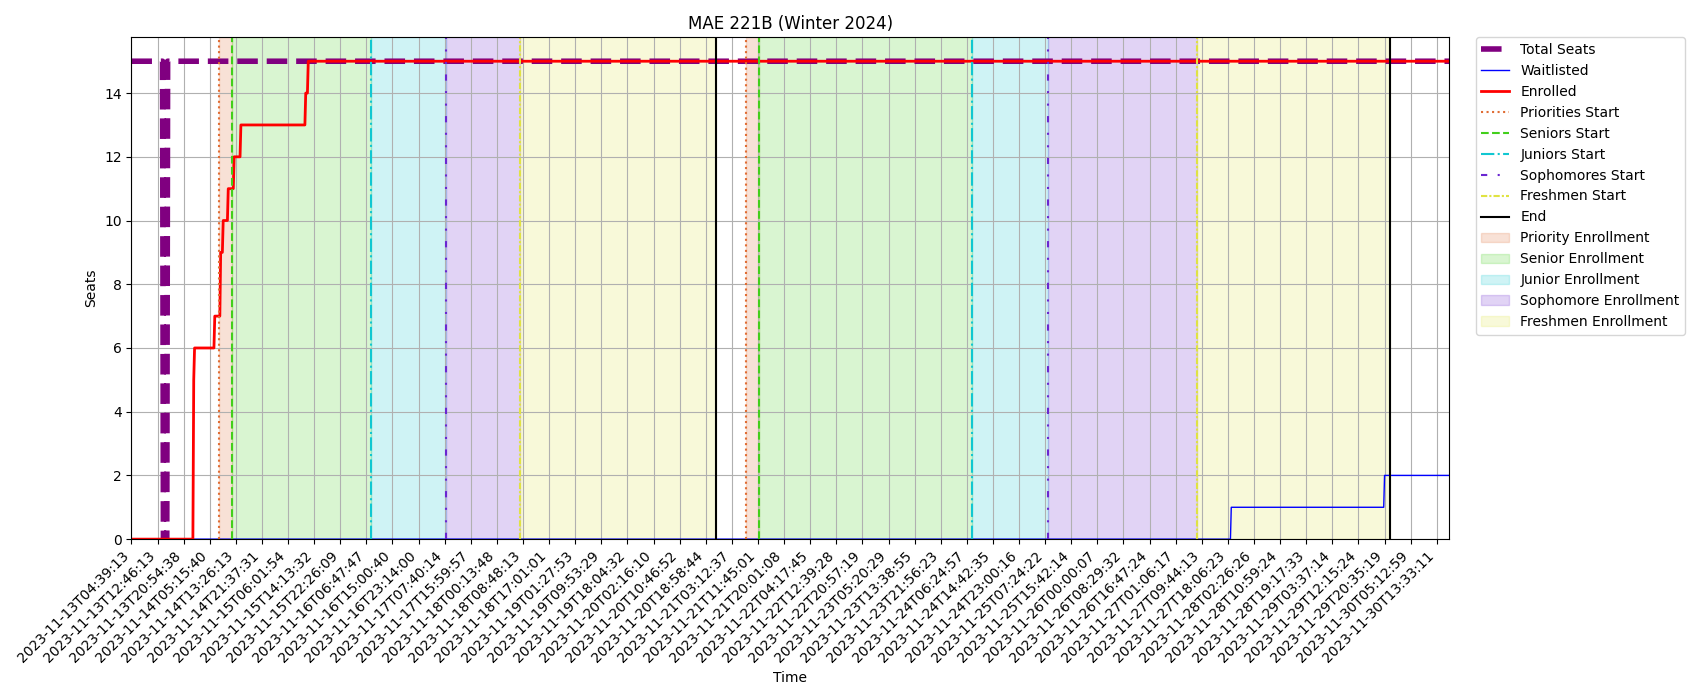 MAE 221B (Winter 2024)
Seats
14
12
10
8
6
4
2
0
2023-11-13T04:39:13
2023-11-13T12:46:13
2023-11-13T20:54:38
2023-11-14T05:15:40
2023-11-14T13:26:13
2023-11-14T21:37:31
2023-11-15T06:01:54
2023-11-15T14:13:32
2023-11-15T22:26:09
2023-11-16T06:47:47
2023-11-16T15:00:40
2023-11-16T23:14:00
2023-11-17T07:40:14
2023-11-17T15:59:57
2023-11-18T00:13:48
2023-11-18T08:48:13
2023-11-18T17:01:01
2023-11-19T01:27:53
2023-11-19T09:53:29
2023-11-19T18:04:32
2023-11-20T02:16:10
2023-11-20T10:46:52
2023-11-20T18:58:44
2023-11-21T03:12:37
2023-11-21T11:45:01
2023-11-21T20:01:08
2023-11-22T04:17:45
2023-11-22T12:39:28
2023-11-22T20:57:19
2023-11-23T05:20:29
2023-11-23T13:38:55
2023-11-23T21:56:23
2023-11-24T06:24:57
2023-11-24T14:42:35
2023-11-24T23:00:16
2023-11-25T07:24:22
2023-11-25T15:42:14
2023-11-26T00:00:07
2023-11-26T08:29:32
2023-11-26T16:47:24
2023-11-27T01:06:17
2023-11-27T09:44:13
2023-11-27T18:06:23
2023-11-28T02:26:26
2023-11-28T10:59:24
2023-11-28T19:17:33
2023-11-29T03:37:14
2023-11-29T12:15:24
2023-11-29T20:35:19
2023-11-30T05:12:59
2023-11-30T13:33:11
Time
Total Seats
Waitlisted
Enrolled
Priorities Start
Seniors Start
Juniors Start
Sophomores Start
Freshmen Start
End
Priority Enrollment
Senior Enrollment
Junior Enrollment
Sophomore Enrollment
Freshmen Enrollment